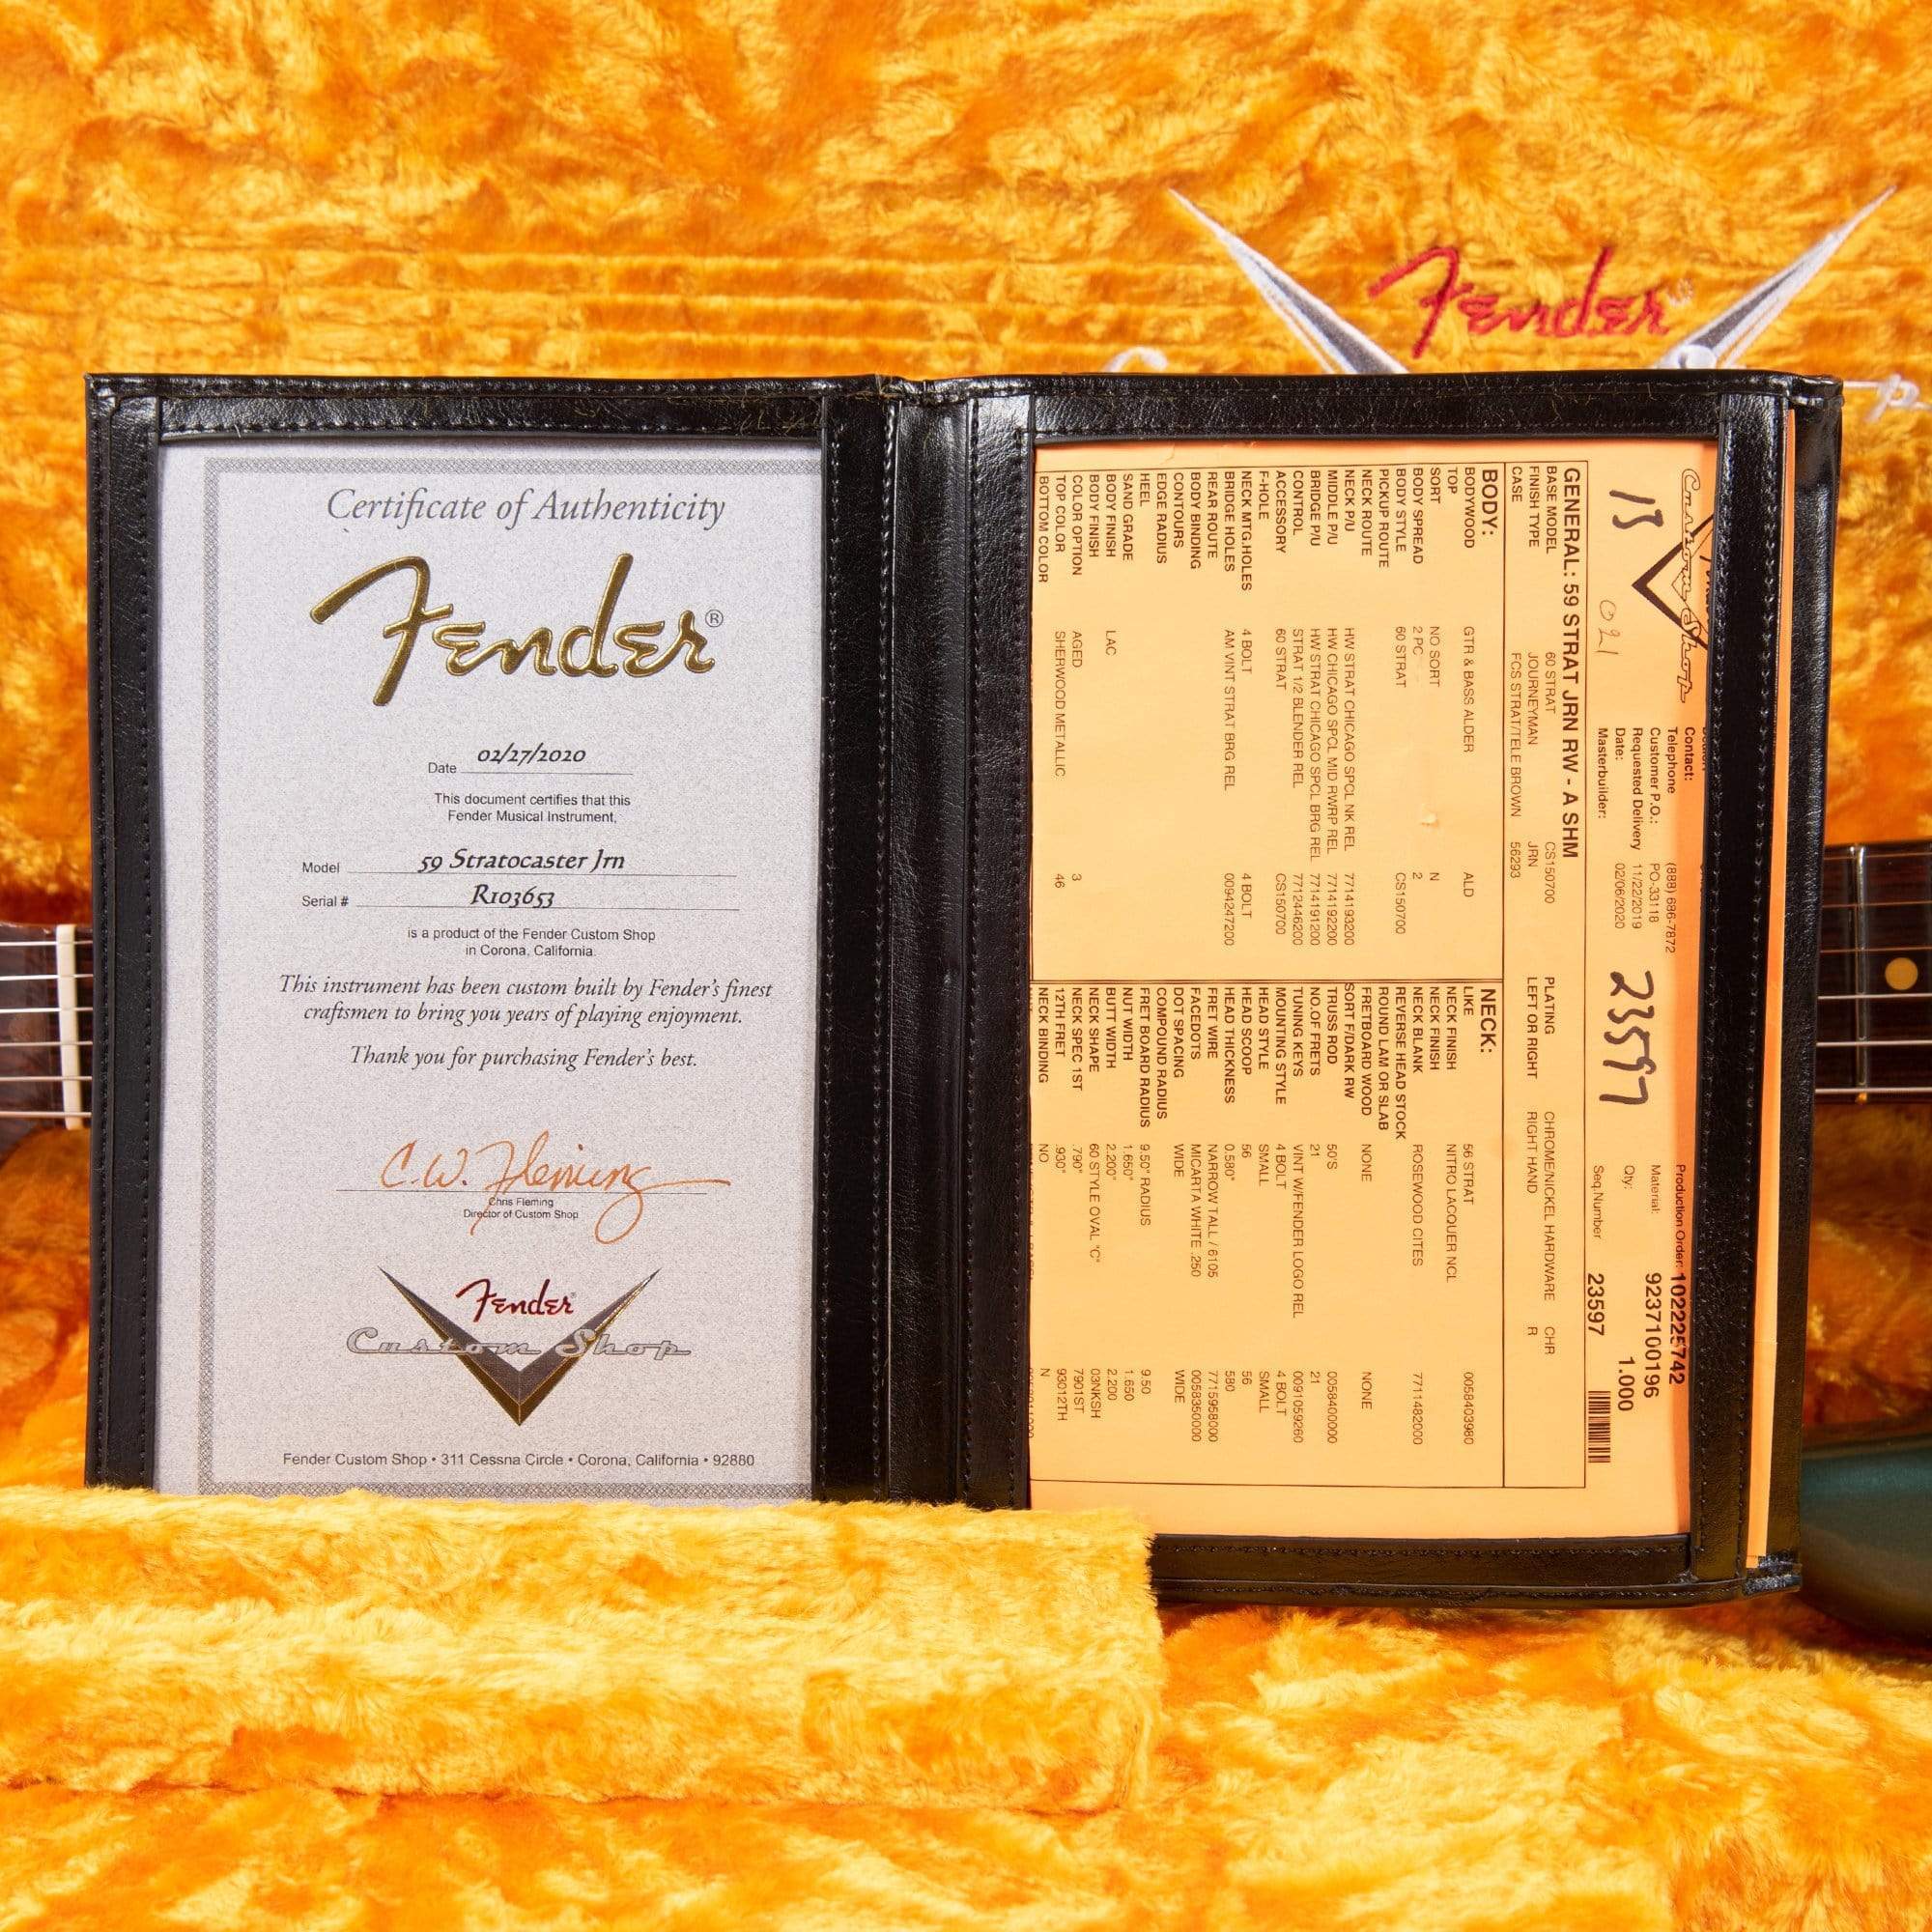 Fender®
Certificate of Authenticity
Fender®
Date 02/27/2020
This document certifies that this
Fender Musical Instrument,
Model 59 Stratocaster Jrn
Serial # R103653
is a product of the Fender Custom Shop
in Corona, California.
This instrument has been custom built by Fender's finest
craftsmen to bring you years of playing enjoyment.
Thank you for purchasing Fender's best.
C.W. Fleming
Chris Fleming
Director of Custom Shop
Fender
Custom Shop
Fender Custom Shop • 311 Cessna Circle • Corona, California • 92880
Custom Shop
Contact:
Telephone (888) 686-7872
Customer P.O.: PO-33118
Requested Delivery 11/22/2019
Date: 02/06/2020
Masterbuilder:
Production Order: 102225742
Material: 9237100196
Qty: 1.000
Seq.Number 23597
13
021
23597
GENERAL: 59 STRAT JRN RW - A SHM
BASE MODEL 60 STRAT CS150700 PLATING CHROME/NICKEL HARDWARE CHR
FINISH TYPE JOURNEYMAN JRN LEFT OR RIGHT RIGHT HAND R
CASE FCS STRAT/TELE BROWN 56293
BODY:
BODYWOOD GTR & BASS ALDER ALD
TOP
SORT NO SORT N
BODY SPREAD 2 PC 2
BODY STYLE 60 STRAT CS150700
PICKUP ROUTE
NECK ROUTE
NECK P/U HW STRAT CHICAGO SPCL NK REL 7714193200
MIDDLE P/U HW CHICAGO SPCL MID RWRP REL 7714192200
BRIDGE P/U HW STRAT CHICAGO SPCL BRG REL 7714191200
CONTROL STRAT 1/2 BLENDER REL 7712446200
ACCESSORY 60 STRAT CS150700
F-HOLE
NECK MTG.HOLES 4 BOLT 4 BOLT
BRIDGE HOLES AM VINT STRAT BRG REL 0094247200
REAR ROUTE
BODY BINDING
CONTOURS
EDGE RADIUS
HEEL
SAND GRADE
BODY FINISH LAC
BODY FINISH
COLOR OPTION AGED 3
TOP COLOR SHERWOOD METALLIC 46
BOTTOM COLOR
NECK:
LIKE 56 STRAT 0058403980
NECK FINISH NITRO LACQUER NCL
NECK FINISH
NECK BLANK ROSEWOOD CITES 7711482000
REVERSE HEAD STOCK
ROUND LAM OR SLAB
FRETBOARD WOOD NONE NONE
SORT F/DARK RW
TRUSS ROD 50'S 0058400000
NO.OF FRETS 21 21
TUNING KEYS VINT W/FENDER LOGO REL 0091059260
MOUNTING STYLE 4 BOLT 4 BOLT
HEAD STYLE SMALL SMALL
HEAD SCOOP 56 56
HEAD THICKNESS 0.580" 580
FRET WIRE NARROW TALL / 6105 7715958000
FACEDOTS MICARTA WHITE .250 0058350000
DOT SPACING WIDE WIDE
COMPOUND RADIUS
FRET BOARD RADIUS 9.50" RADIUS 9.50
NUT WIDTH 1.650" 1.650
BUTT WIDTH 2.200" 2.200
NECK SHAPE 60 STYLE OVAL "C" 03NKSH
NECK SPEC 1ST .790" 7901ST
12TH FRET .930" 93012TH
NECK BINDING NO N